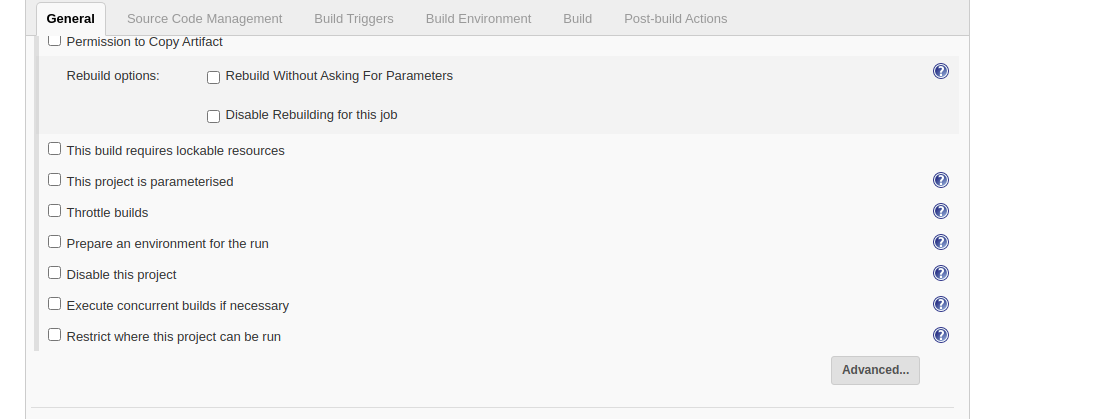 General Source Code Management Build Triggers Build Environment Build Post-build Actions
Permission to Copy Artifact
Rebuild options: Rebuild Without Asking For Parameters
Disable Rebuilding for this job
This build requires lockable resources
This project is parameterised
Throttle builds
Prepare an environment for the run
Disable this project
Execute concurrent builds if necessary
Restrict where this project can be run
Advanced...